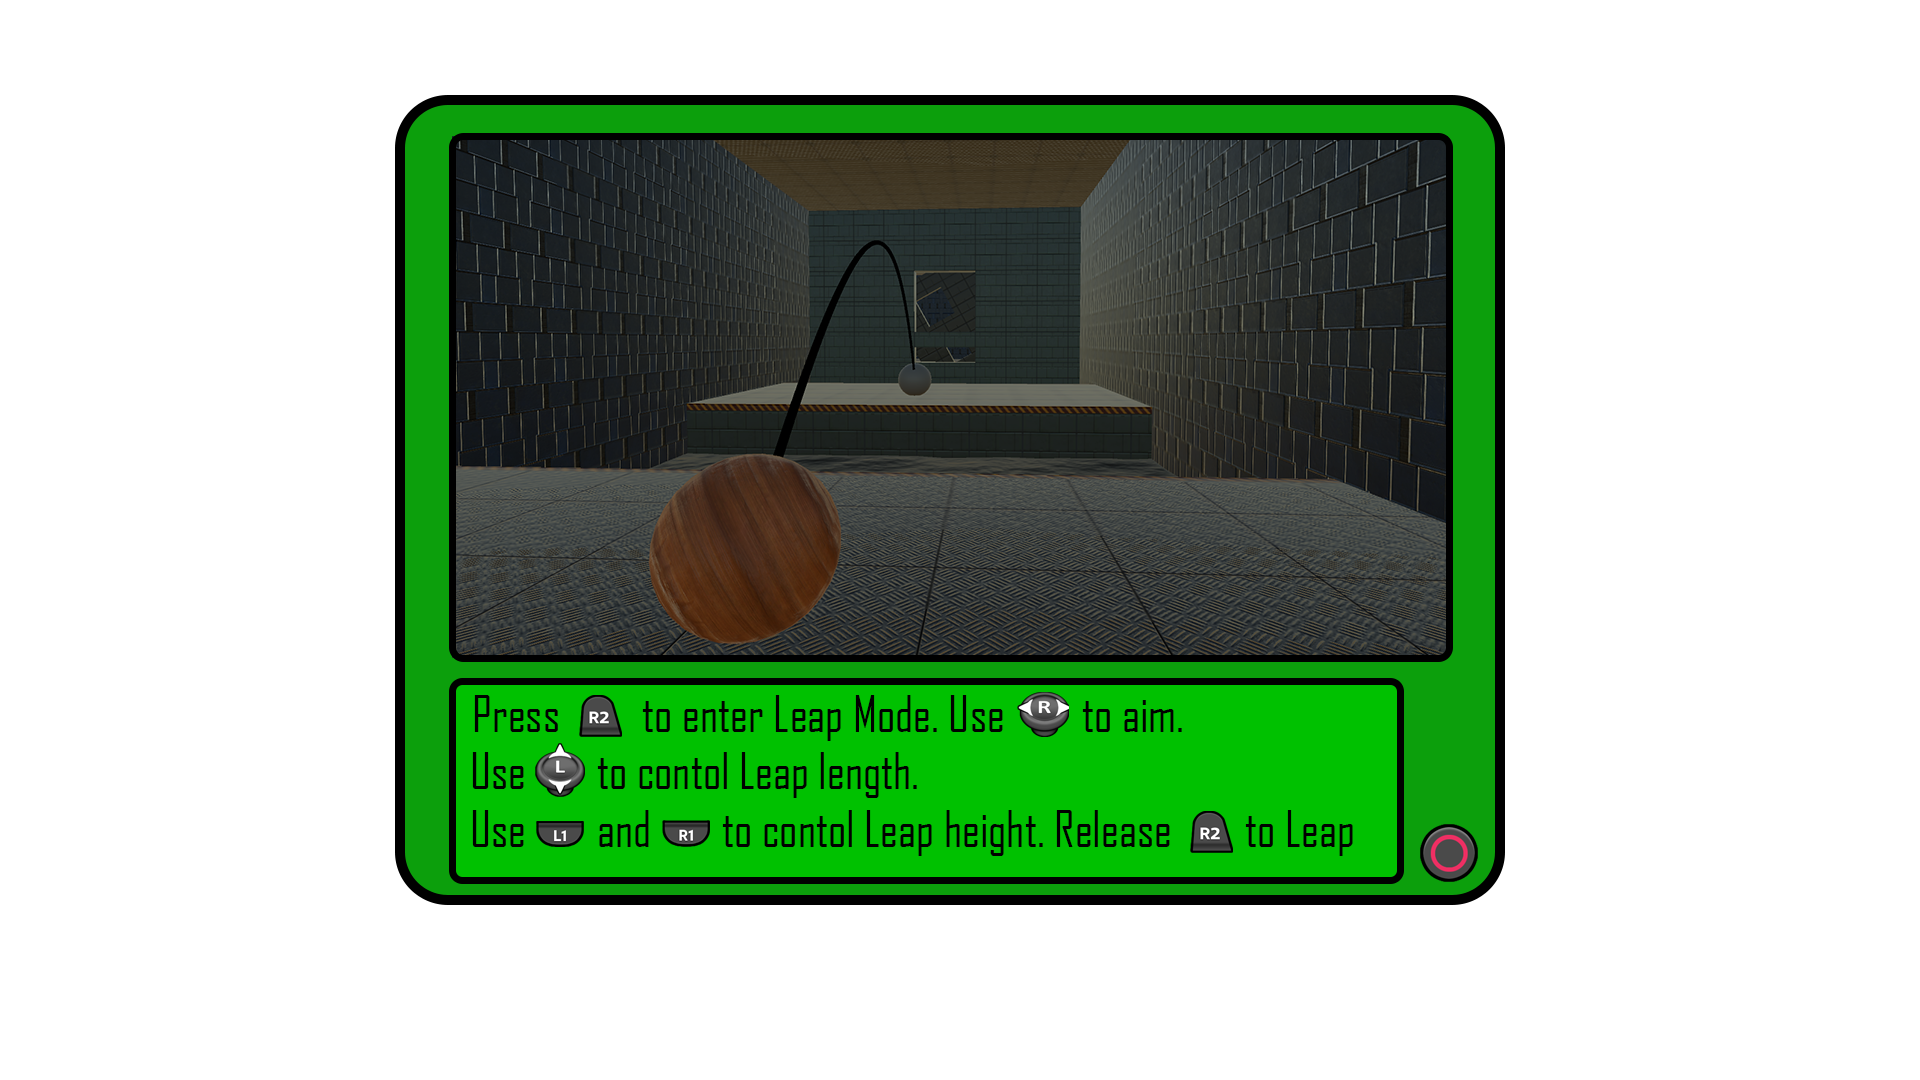 Press R2 to enter Leap Mode. Use R to aim.
Use L to contol Leap length.
Use L1 and R1 to contol Leap height. Release R2 to Leap